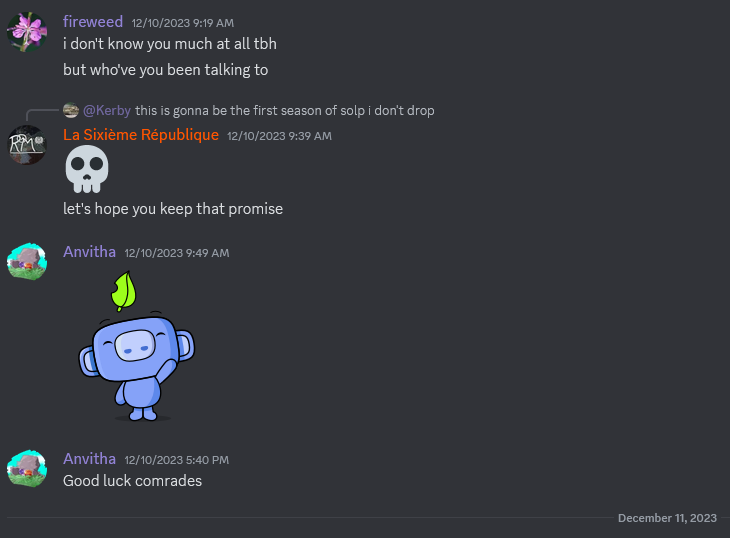 fireweed 12/10/2023 9:19 AM
i don't know you much at all tbh
but who've you been talking to
@Kerby this is gonna be the first season of solp i don't drop
La Sixième République 12/10/2023 9:39 AM
let's hope you keep that promise
Anvitha 12/10/2023 9:49 AM
Anvitha 12/10/2023 5:40 PM
Good luck comrades
December 11, 2023